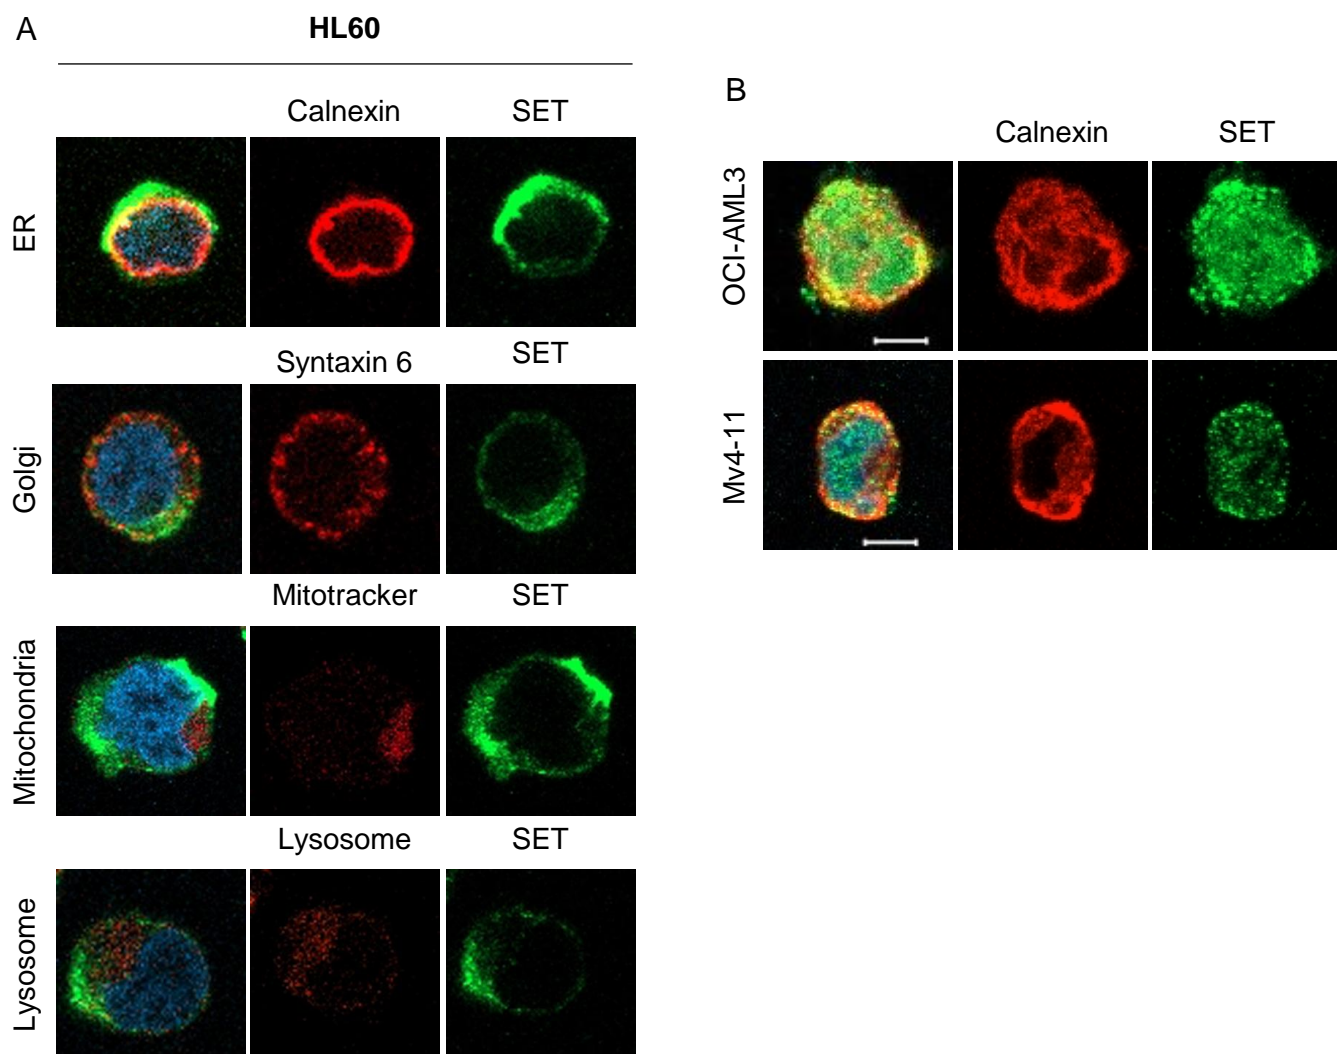 A
HL60
Calnexin
SET
ER
Syntaxin 6
SET
Golgi
Mitotracker
SET
Mitochondria
Lysosome
SET
Lysosome
B
Calnexin
SET
OCI-AML3
Mv4-11